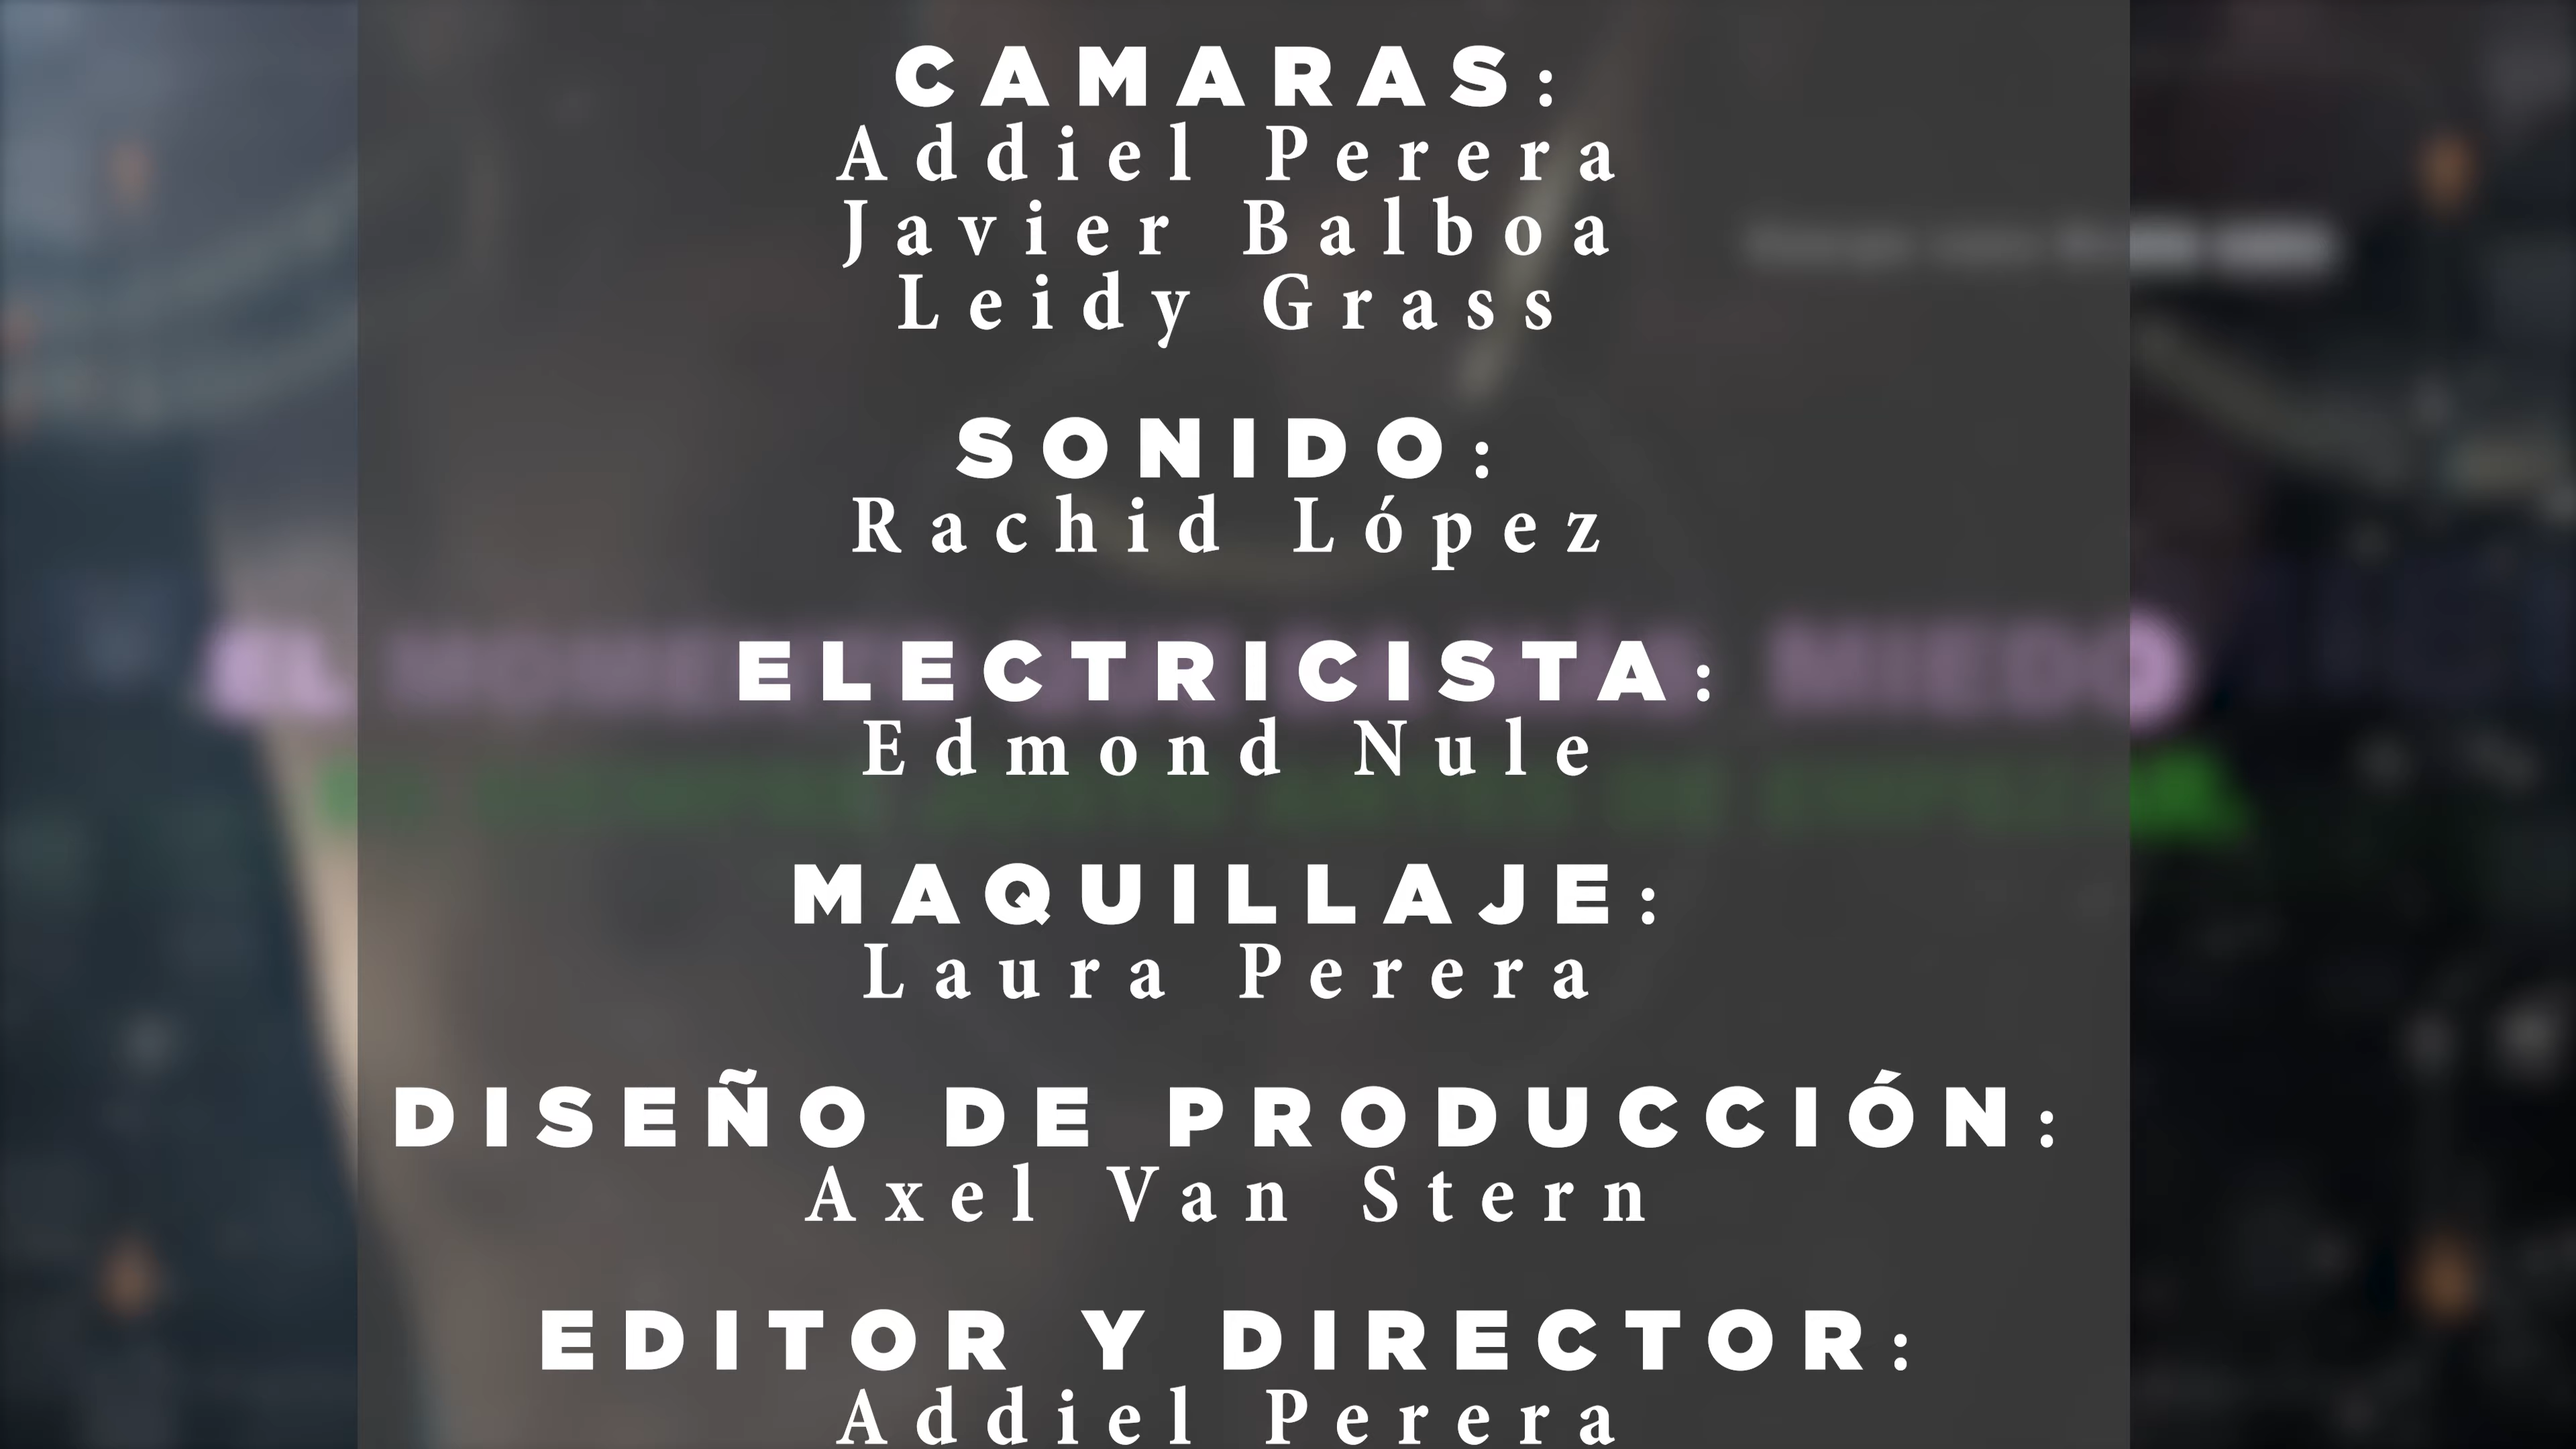 CAMARAS:
Addiel Perera
Javier Balboa
Leidy Grass
SONIDO:
Rachid López
ELECTRICISTA:
Edmond Nule
MAQUILLAJE:
Laura Perera
DISEÑO DE PRODUCCIÓN:
Axel Van Stern
EDITOR Y DIRECTOR:
Addiel Perera